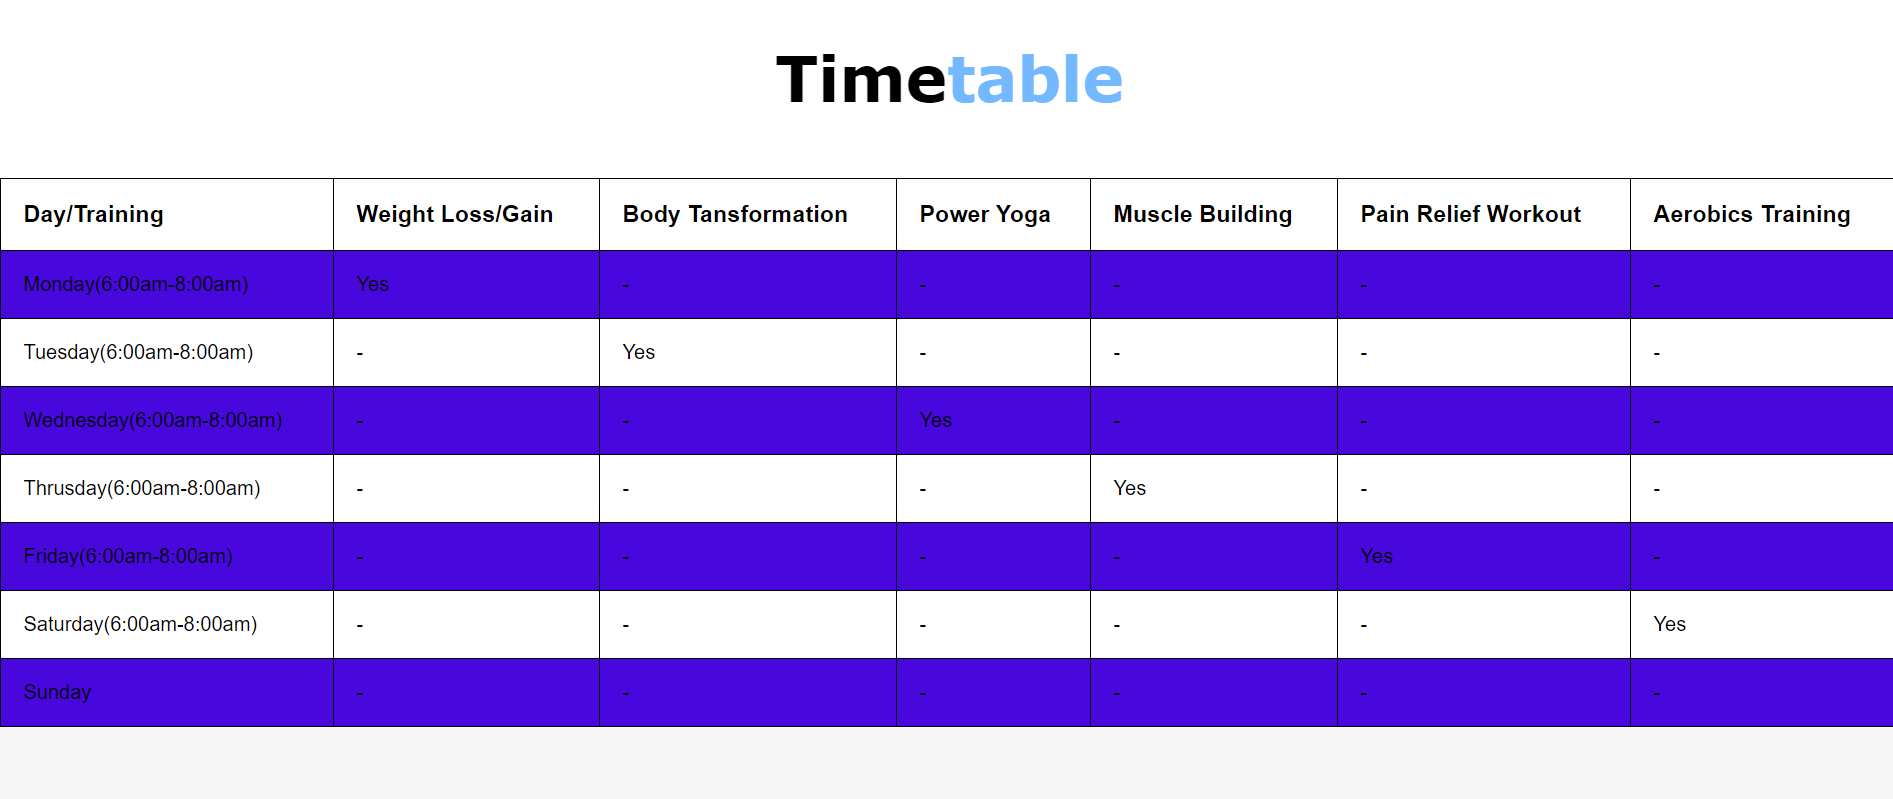 Timetable
Day/Training Weight Loss/Gain Body Tansformation Power Yoga Muscle Building Pain Relief Workout Aerobics Training
Monday(6:00am-8:00am) Yes - - - - -
Tuesday(6:00am-8:00am) - Yes - - - -
Wednesday(6:00am-8:00am) - - Yes - - -
Thrusday(6:00am-8:00am) - - - Yes - -
Friday(6:00am-8:00am) - - - - Yes -
Saturday(6:00am-8:00am) - - - - - Yes
Sunday - - - - - -